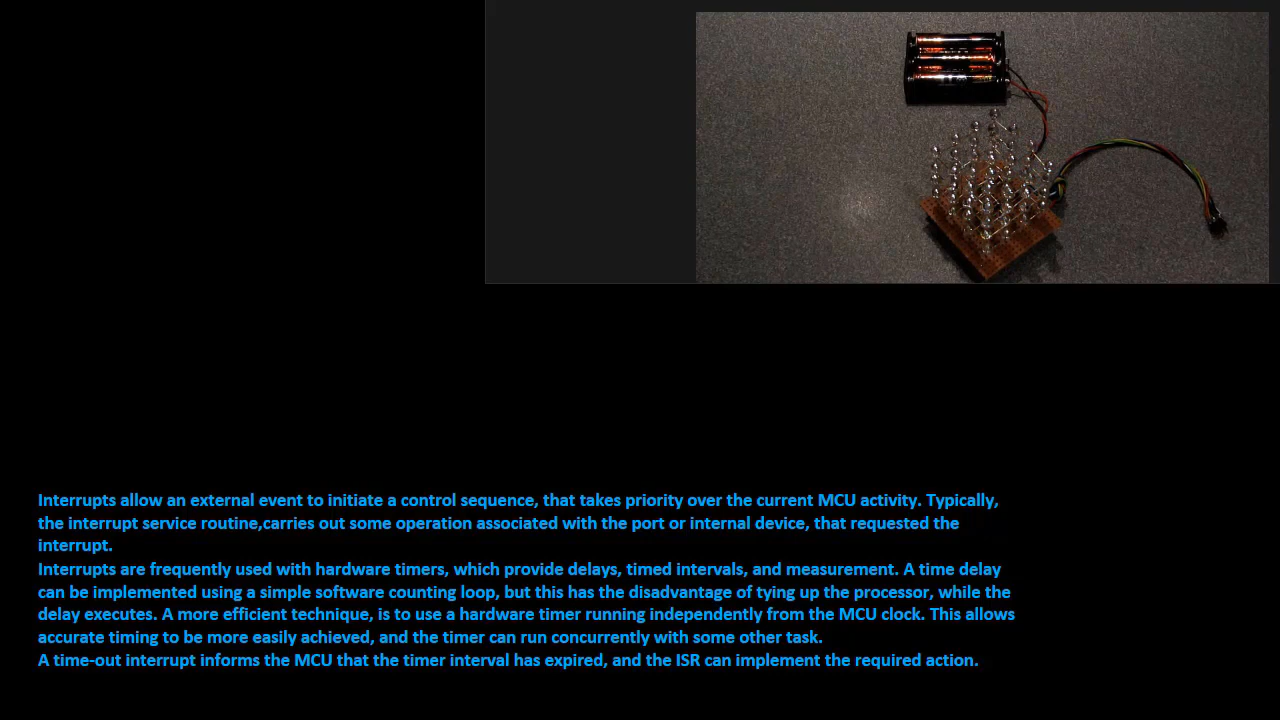 Interrupts allow an external event to initiate a control sequence, that takes priority over the current MCU activity. Typically,
the interrupt service routine,carries out some operation associated with the port or internal device, that requested the
interrupt.
Interrupts are frequently used with hardware timers, which provide delays, timed intervals, and measurement. A time delay
can be implemented using a simple software counting loop, but this has the disadvantage of tying up the processor, while the
delay executes. A more efficient technique, is to use a hardware timer running independently from the MCU clock. This allows
accurate timing to be more easily achieved, and the timer can run concurrently with some other task.
A time-out interrupt informs the MCU that the timer interval has expired, and the ISR can implement the required action.